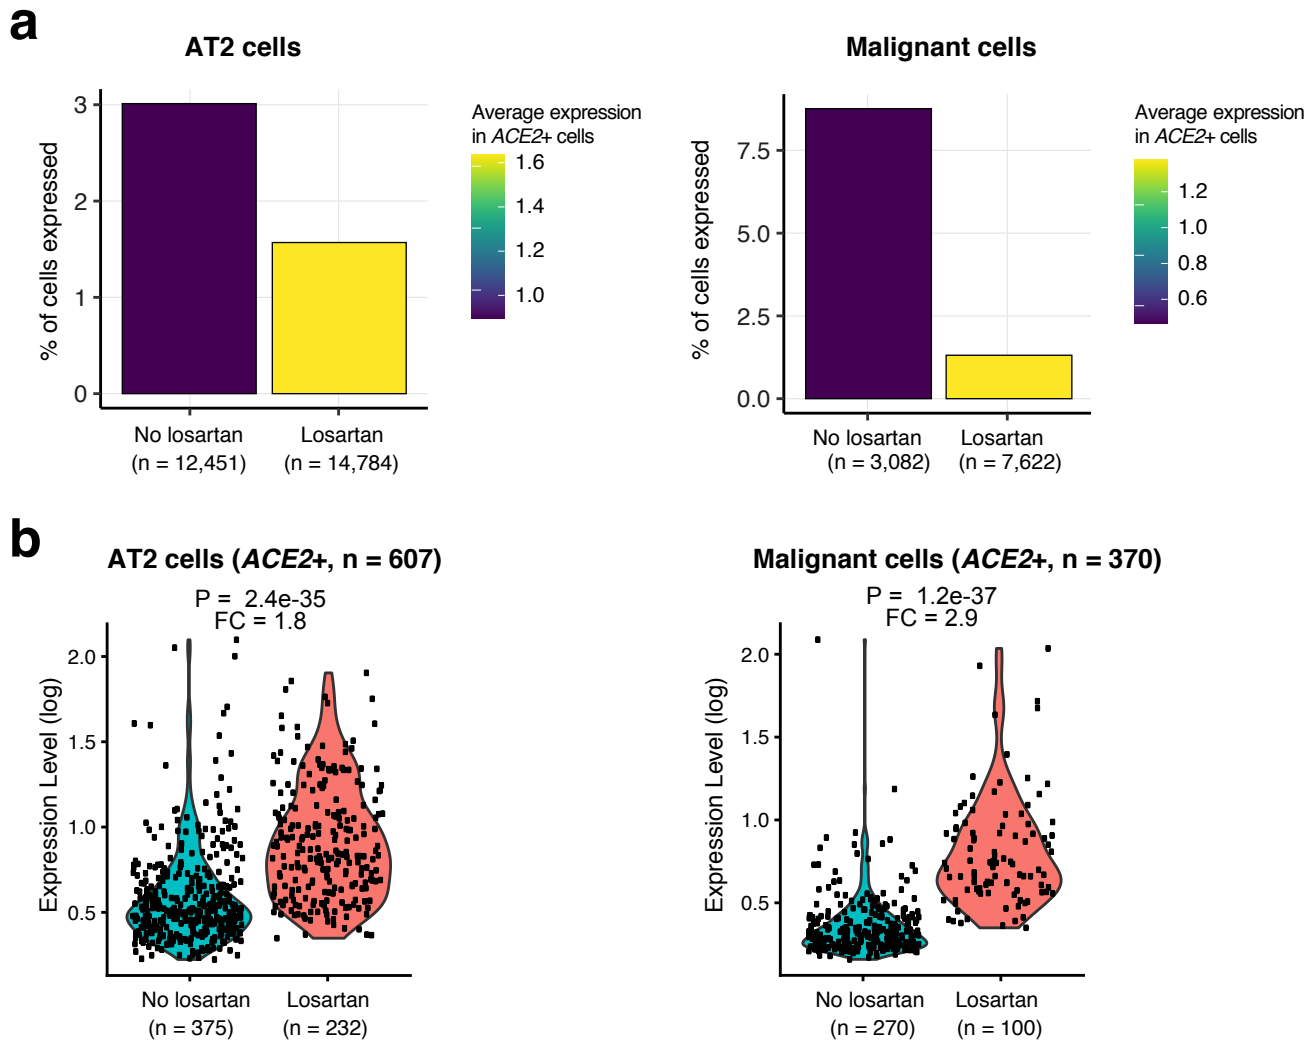 a
AT2 cells
% of cells expressed
3
2
1
0
No losartan
(n = 12,451)
Losartan
(n = 14,784)
Average expression
in ACE2+ cells
1.6
1.4
1.2
1.0
Malignant cells
% of cells expressed
7.5
5.0
2.5
0.0
No losartan
(n = 3,082)
Losartan
(n = 7,622)
Average expression
in ACE2+ cells
1.2
1.0
0.8
0.6
b
AT2 cells (ACE2+, n = 607)
P = 2.4e-35
FC = 1.8
Expression Level (log)
2.0
1.5
1.0
0.5
No losartan
(n = 375)
Losartan
(n = 232)
Malignant cells (ACE2+, n = 370)
P = 1.2e-37
FC = 2.9
Expression Level (log)
2.0
1.5
1.0
0.5
No losartan
(n = 270)
Losartan
(n = 100)